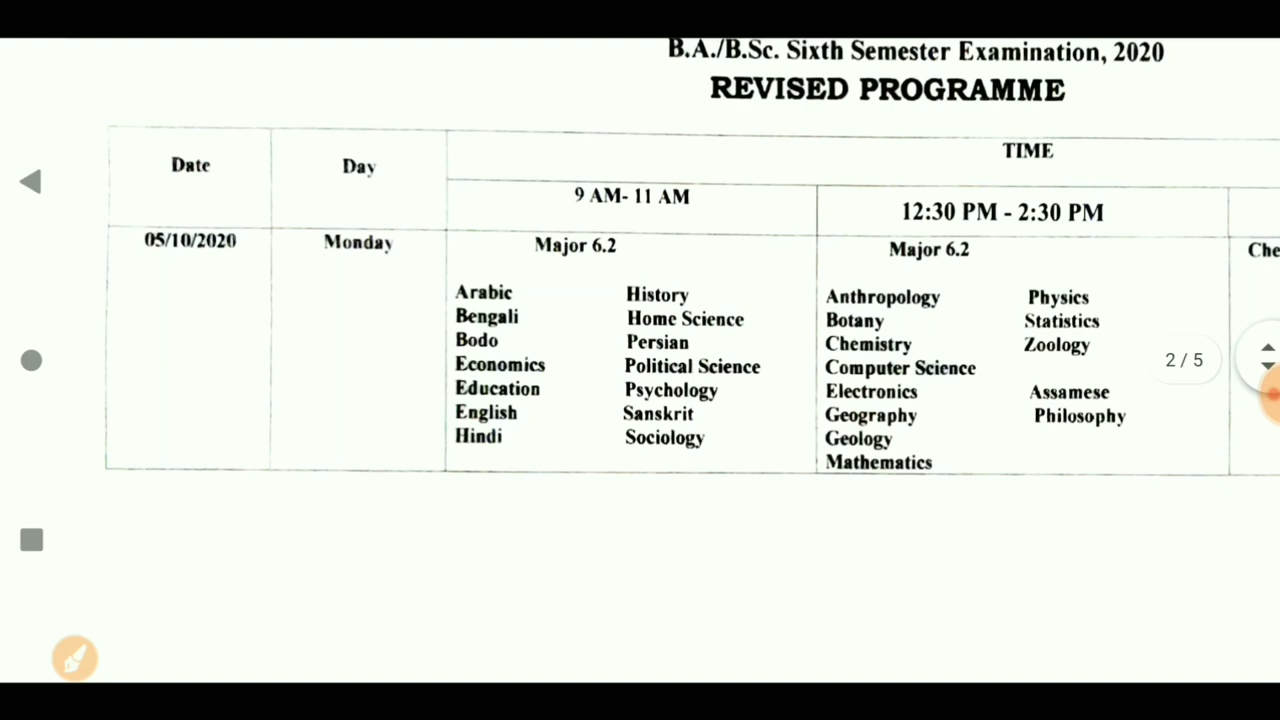 B.A./B.Sc. Sixth Semester Examination, 2020
REVISED PROGRAMME
Date Day TIME
9 AM- 11 AM 12:30 PM - 2:30 PM
05/10/2020 Monday Major 6.2 Major 6.2 Che
Arabic History Anthropology Physics
Bengali Home Science Botany Statistics
Bodo Persian Chemistry Zoology
Economics Political Science Computer Science
Education Psychology Electronics Assamese
English Sanskrit Geography Philosophy
Hindi Sociology Geology
Mathematics
2 / 5